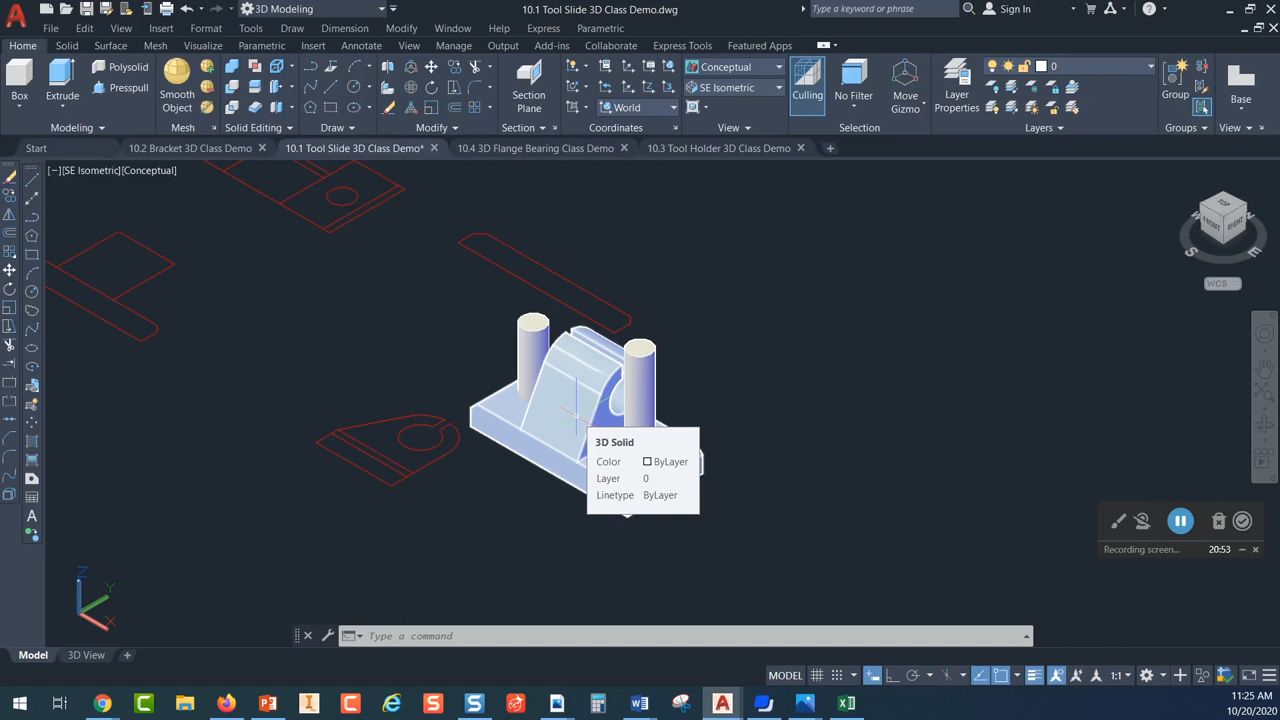 3D Modeling
10.1 Tool Slide 3D Class Demo.dwg
Type a keyword or phrase
Sign In
File Edit View Insert Format Tools Draw Dimension Modify Window Help Express Parametric
Home Solid Surface Mesh Visualize Parametric Insert Annotate View Manage Output Add-ins Collaborate Express Tools Featured Apps
Polysolid
Conceptual
0
Presspull
SE Isometric
Box Extrude
Smooth
Object
Section
Plane
World
Culling No Filter
Move
Gizmo
Layer
Properties
Group
Base
Modeling Mesh Solid Editing Draw Modify Section Coordinates View Selection Layers Groups View
Start 10.2 Bracket 3D Class Demo 10.1 Tool Slide 3D Class Demo* 10.4 3D Flange Bearing Class Demo 10.3 Tool Holder 3D Class Demo
[−][SE Isometric][Conceptual]
TOP
FRONT RIGHT
S E
WCS
3D Solid
Color ByLayer
Layer 0
Linetype ByLayer
Recording screen... 20:53
Z
Y
X
Type a command
Model 3D View
MODEL 1:1
11:25 AM
10/20/2020